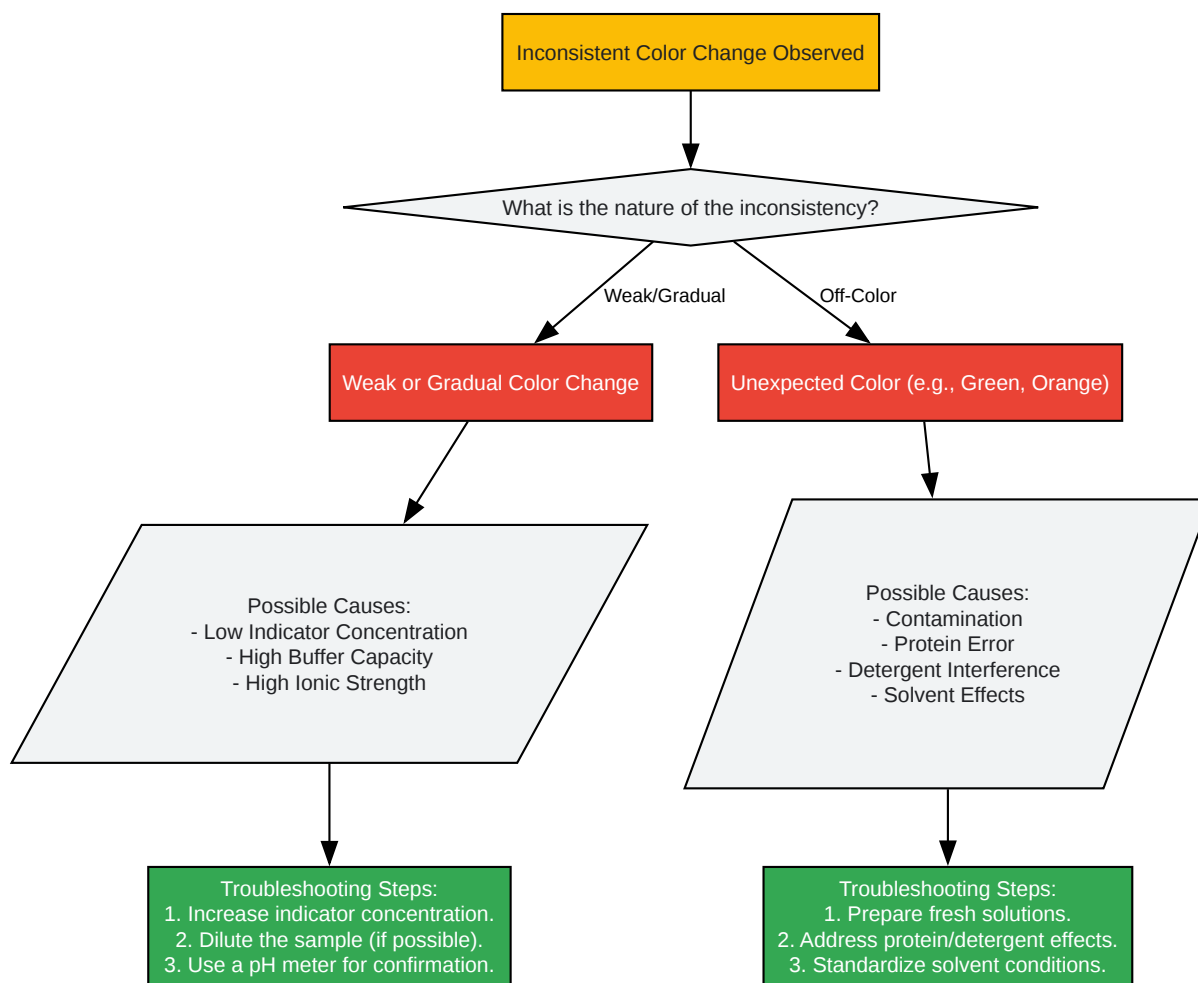 Inconsistent Color Change Observed
What is the nature of the inconsistency?
Weak/Gradual
Off-Color
Weak or Gradual Color Change
Unexpected Color (e.g., Green, Orange)
Possible Causes:
- Low Indicator Concentration
- High Buffer Capacity
- High Ionic Strength
Possible Causes:
- Contamination
- Protein Error
- Detergent Interference
- Solvent Effects
Troubleshooting Steps:
1. Increase indicator concentration.
2. Dilute the sample (if possible).
3. Use a pH meter for confirmation.
Troubleshooting Steps:
1. Prepare fresh solutions.
2. Address protein/detergent effects.
3. Standardize solvent conditions.